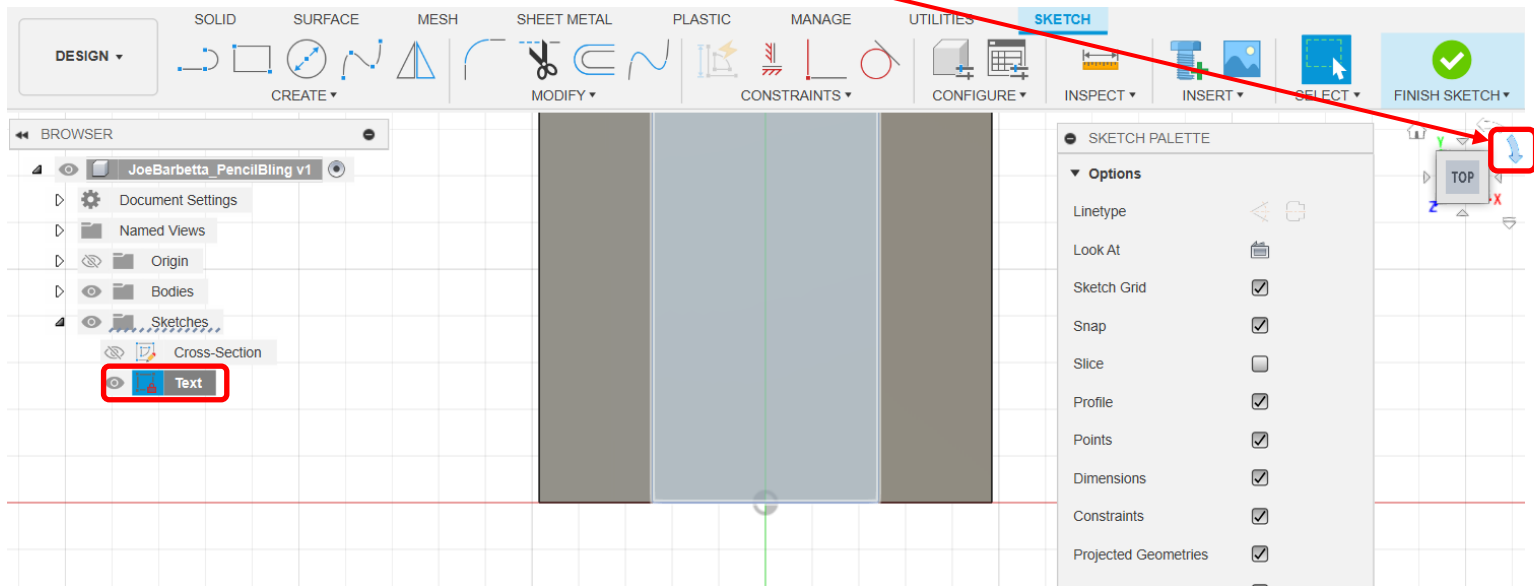 SOLID SURFACE MESH SHEET METAL PLASTIC MANAGE UTILITIES SKETCH
DESIGN ▾
CREATE ▾ MODIFY ▾ CONSTRAINTS ▾ CONFIGURE ▾ INSPECT ▾ INSERT ▾ SELECT ▾ FINISH SKETCH ▾
BROWSER
JoeBarbetta_PencilBling v1
Document Settings
Named Views
Origin
Bodies
Sketches
Cross-Section
Text
SKETCH PALETTE
Options
Linetype
Look At
Sketch Grid
Snap
Slice
Profile
Points
Dimensions
Constraints
Projected Geometries
Y
TOP
Z
X